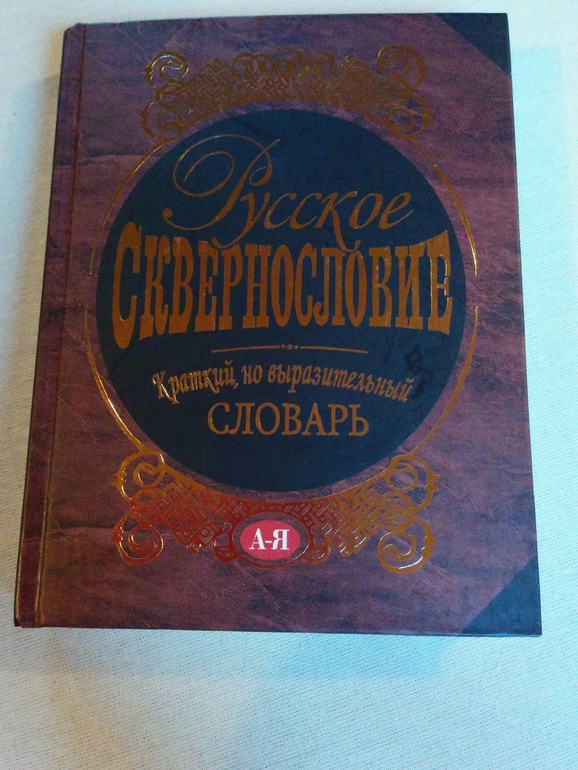 Русское
СКВЕРНОСЛОВИЕ
Краткий, но выразительный
СЛОВАРЬ
А-Я